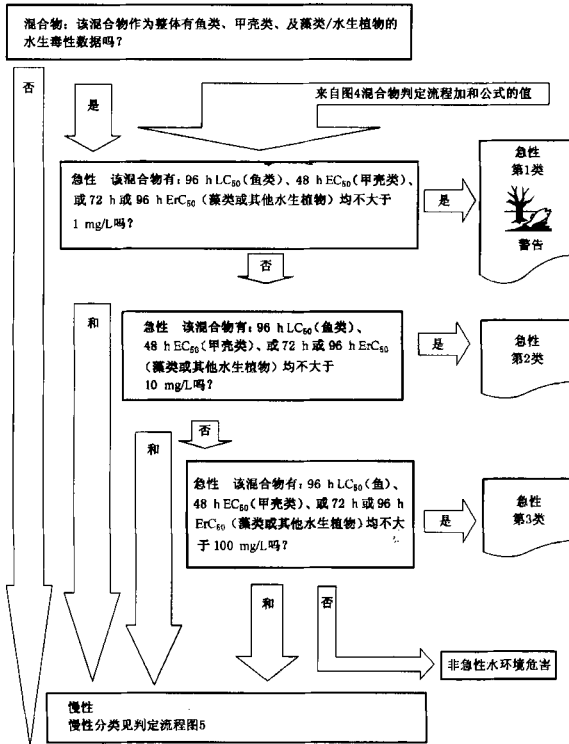 混合物：该混合物作为整体有鱼类、甲壳类、及藻类/水生植物的
水生毒性数据吗？
否
是
来自图4混合物判定流程加和公式的值
急性 该混合物有：96 h LC50（鱼类）、48 h EC50（甲壳类）、
或72 h 或 96 h ErC50（藻类或其他水生植物）均不大于
1 mg/L吗？
是
急性
第1类
警告
否
和
急性 该混合物有：96 h LC50（鱼类）、
48 h EC50（甲壳类）、或72 h 或 96 h ErC50
（藻类或其他水生植物）均不大于
10 mg/L吗？
是
急性
第2类
否
和
急性 该混合物有：96 h LC50（鱼）、
48 h EC50（甲壳类）、或72 h 或 96 h
ErC50（藻类或其他水生植物）均不大
于100 mg/L吗？
是
急性
第3类
和
否
非急性水环境危害
慢性
慢性分类见判定流程图5